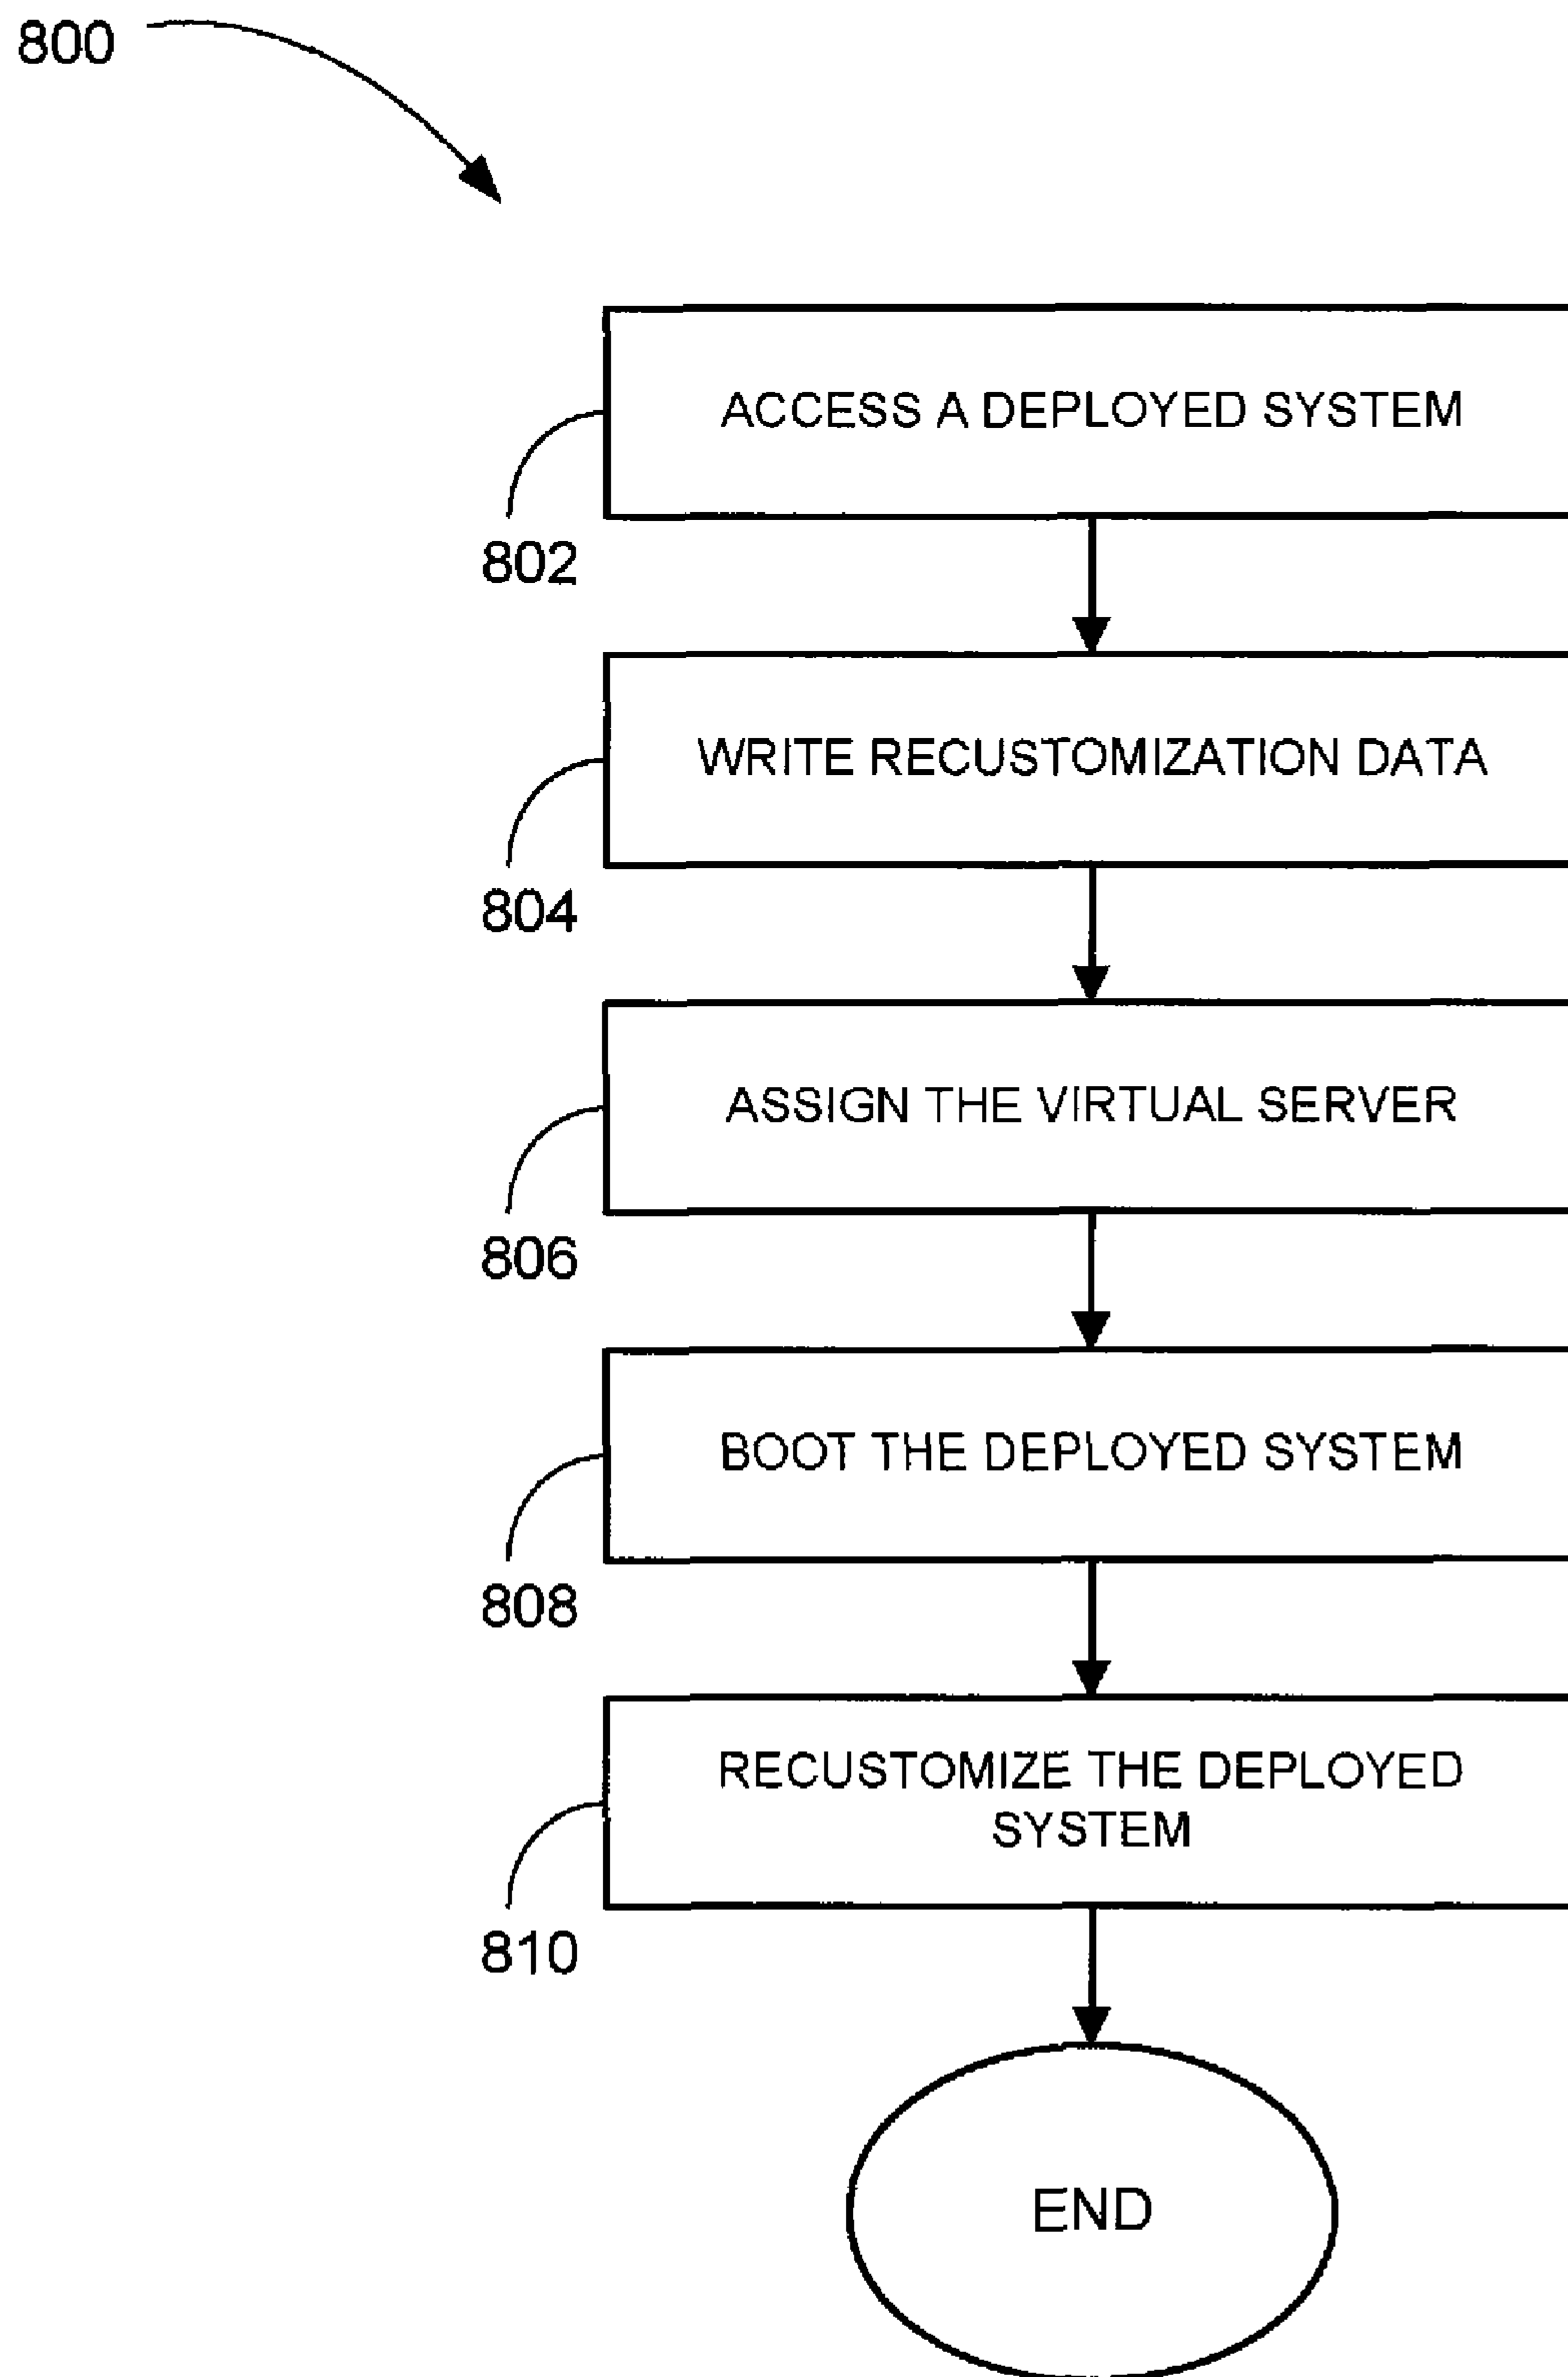 800
ACCESS A DEPLOYED SYSTEM
802
WRITE RECUSTOMIZATION DATA
804
ASSIGN THE VIRTUAL SERVER
806
BOOT THE DEPLOYED SYSTEM
808
RECUSTOMIZE THE DEPLOYED
SYSTEM
810
END